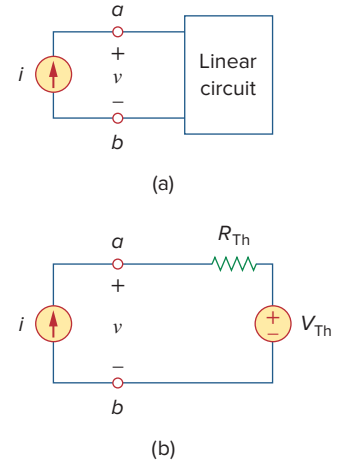 a
+
i
v
Linear
circuit
–
b
(a)
R_Th
a
+
i
v
+
–
V_Th
–
b
(b)